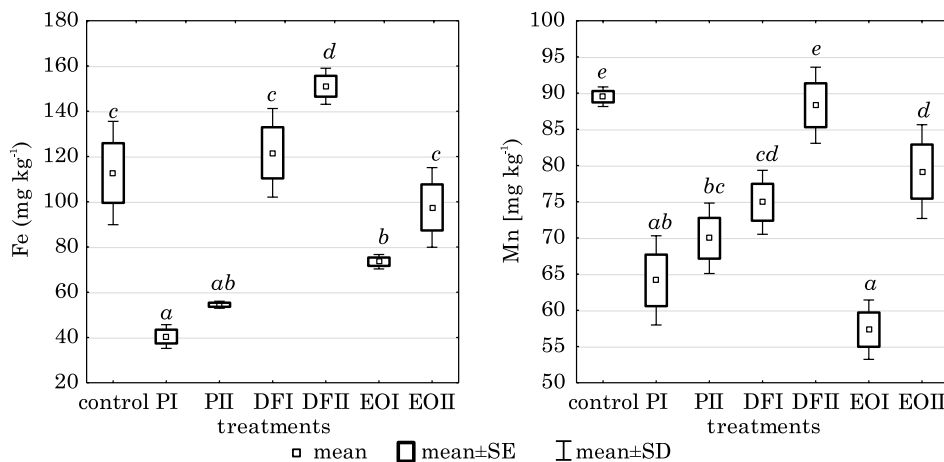 Fe (mg kg-1)
180
160
140
120
100
80
60
40
20
c
a
ab
c
d
b
c
control PI PII DFI DFII EOI EOII
treatments
Mn [mg kg-1)
100
95
90
85
80
75
70
65
60
55
50
e
ab
bc
cd
e
a
d
control PI PII DFI DFII EOI EOII
treatments
mean mean±SE mean±SD